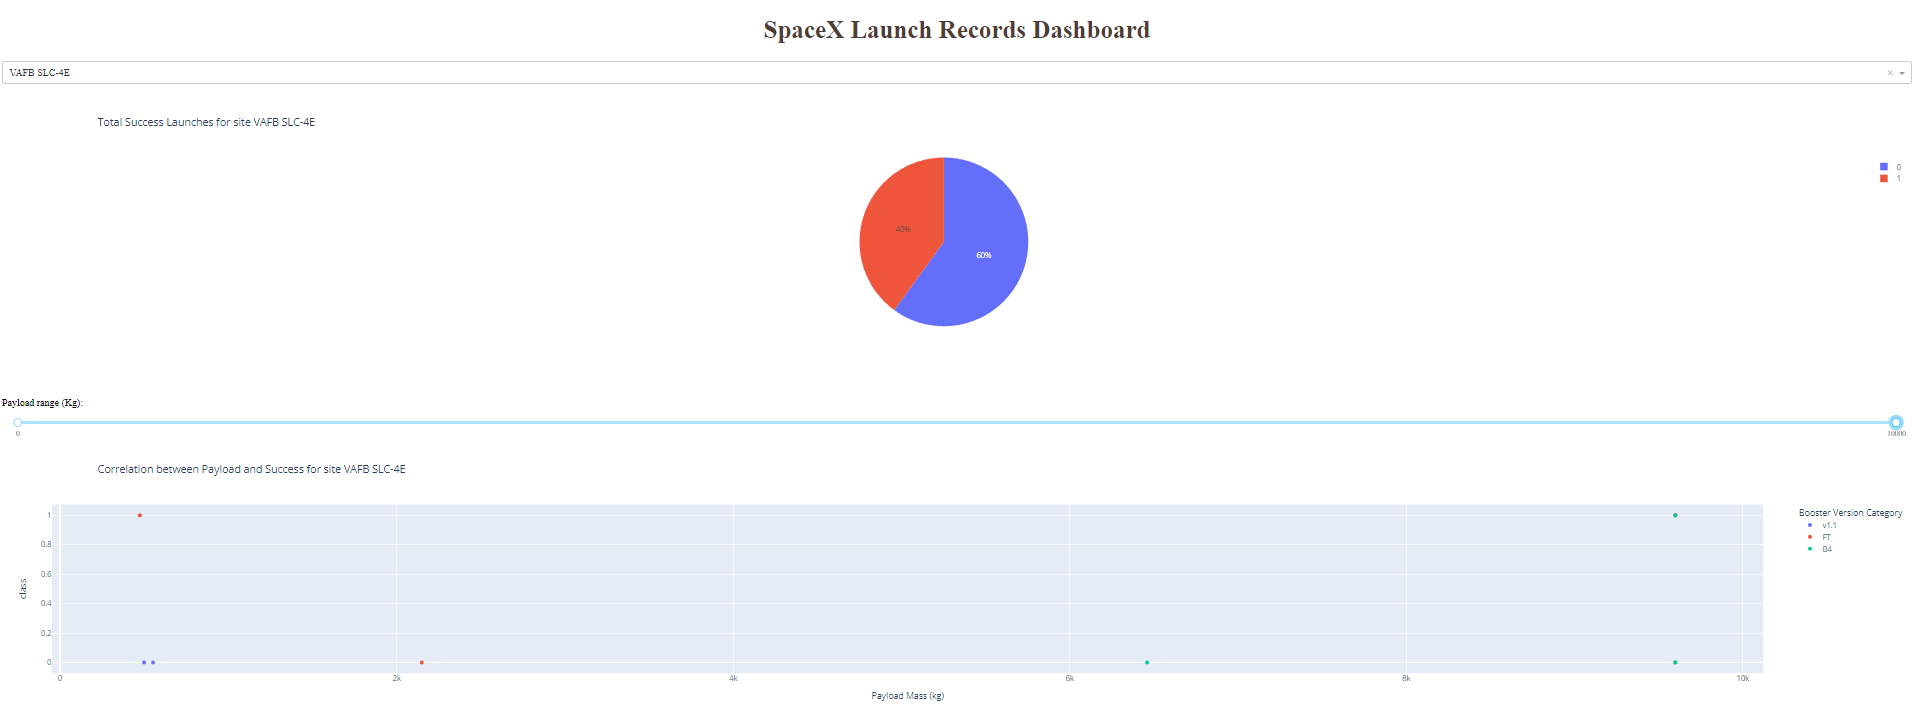 SpaceX Launch Records Dashboard
VAFB SLC-4E
Total Success Launches for site VAFB SLC-4E
0
1
40%
60%
Payload range (Kg):
0
10000
Correlation between Payload and Success for site VAFB SLC-4E
1
0.8
0.6
0.4
0.2
0
class
0 2k 4k 6k 8k 10k
Payload Mass (kg)
Booster Version Category
v1.1
FT
B4